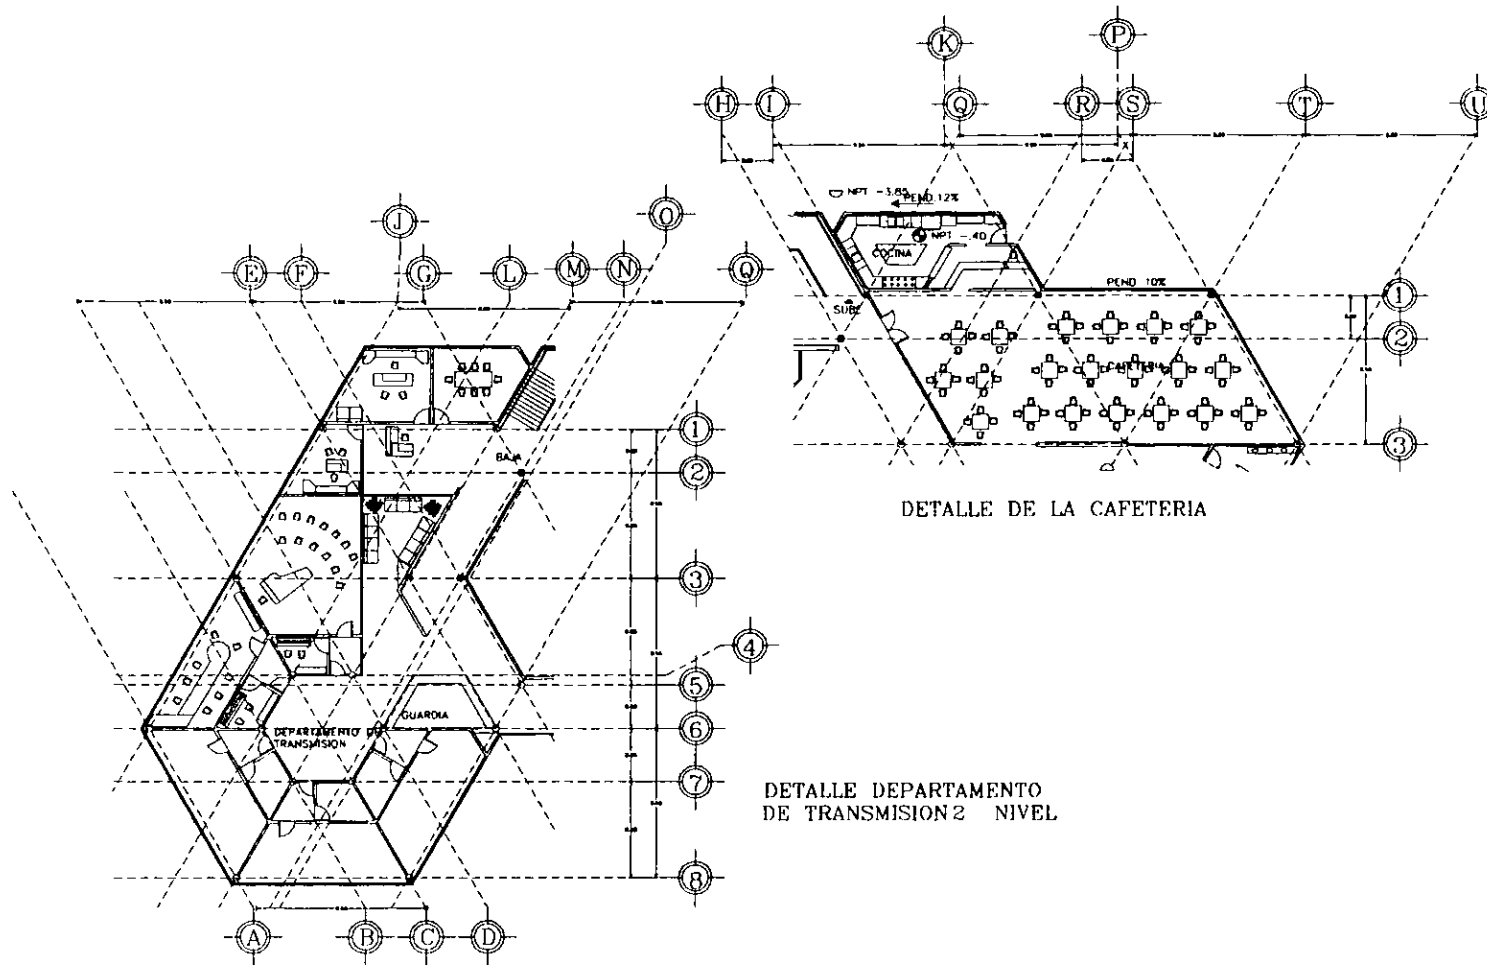 K
P
H
I
Q
R
S
T
U
NPT -3.85
PEND.12%
NPT -.40
COCINA
SUBE
PEND 10%
CAFETERIA
1
2
3
DETALLE DE LA CAFETERIA
J
O
E
F
G
L
M
N
Q
BAJA
1
2
3
4
5
6
7
8
GUARDIA
DEPARTAMENTO DE
TRANSMISION
A
B
C
D
DETALLE DEPARTAMENTO
DE TRANSMISION 2 NIVEL